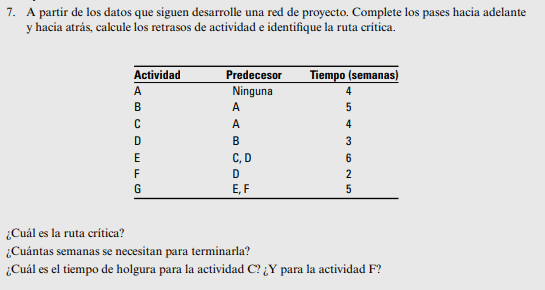 7. A partir de los datos que siguen desarrolle una red de proyecto. Complete los pases hacia adelante
y hacia atrás, calcule los retrasos de actividad e identifique la ruta crítica.
Actividad Predecesor Tiempo (semanas)
A Ninguna 4
B A 5
C A 4
D B 3
E C, D 6
F D 2
G E, F 5
¿Cuál es la ruta crítica?
¿Cuántas semanas se necesitan para terminarla?
¿Cuál es el tiempo de holgura para la actividad C? ¿Y para la actividad F?